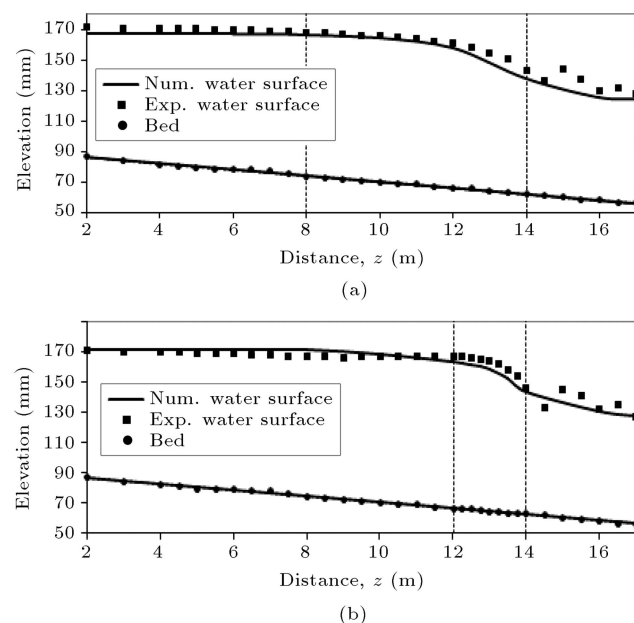 Elevation (mm)
170
150
130
110
90
70
50
Num. water surface
Exp. water surface
Bed
2 4 6 8 10 12 14 16
Distance, z (m)
(a)
Elevation (mm)
170
150
130
110
90
70
50
Num. water surface
Exp. water surface
Bed
2 4 6 8 10 12 14 16
Distance, z (m)
(b)